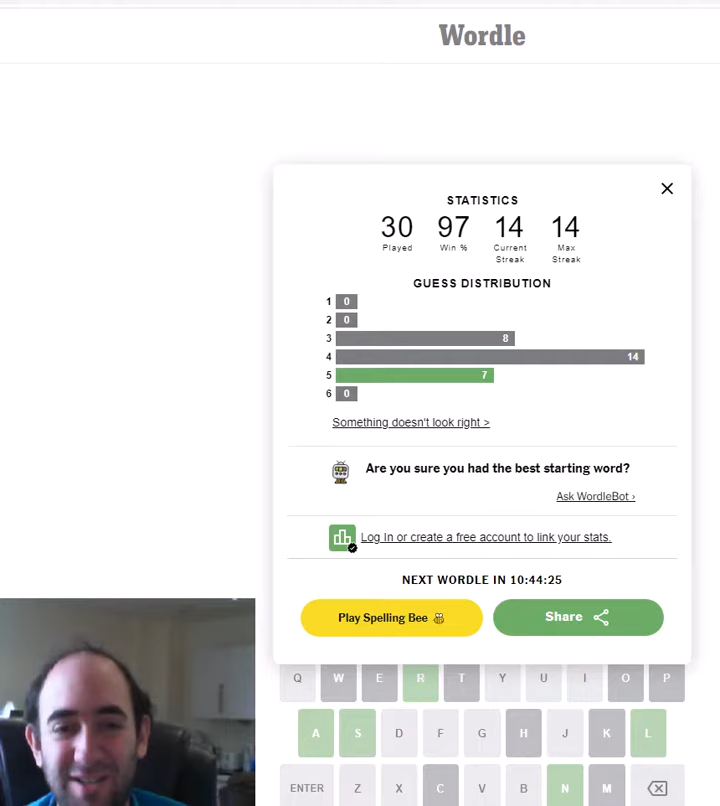 Wordle
STATISTICS
30 97 14 14
Played Win % Current Streak Max Streak
GUESS DISTRIBUTION
1 0
2 0
3 8
4 14
5 7
6 0
Something doesn't look right >
Are you sure you had the best starting word?
Ask WordleBot ›
Log In or create a free account to link your stats.
NEXT WORDLE IN 10:44:25
Play Spelling Bee Share
Q W E R T Y U I O P
A S D F G H J K L
ENTER Z X C V B N M